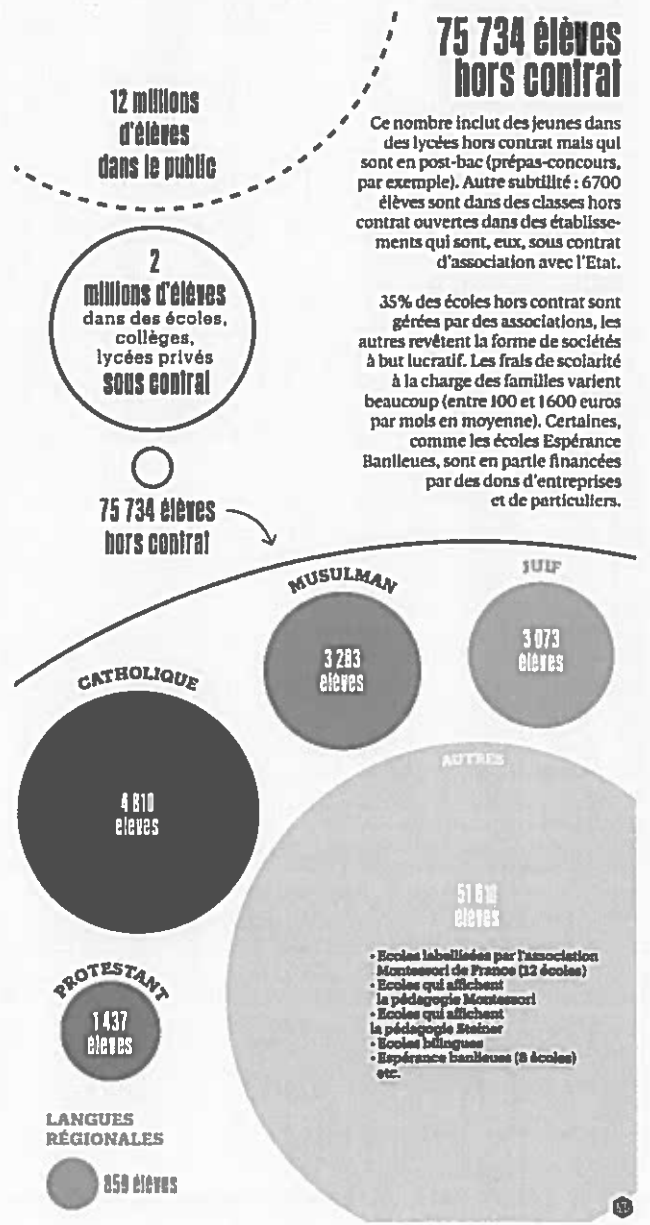 75 734 élèves
hors contrat
Ce nombre inclut des jeunes dans
des lycées hors contrat mais qui
sont en post-bac (prépas-concours,
par exemple). Autre subtilité : 6700
élèves sont dans des classes hors
contrat ouvertes dans des établisse-
ments qui sont, eux, sous contrat
d'association avec l'Etat.
35% des écoles hors contrat sont
gérées par des associations, les
autres revêtent la forme de sociétés
à but lucratif. Les frais de scolarité
à la charge des familles varient
beaucoup (entre 100 et 1600 euros
par mois en moyenne). Certaines,
comme les écoles Espérance
Banlieues, sont en partie financées
par des dons d'entreprises
et de particuliers.
12 millions
d'élèves
dans le public
2
millions d'élèves
dans des écoles,
collèges,
lycées privés
sous contrat
75 734 élèves
hors contrat
MUSULMAN
3 283
élèves
JUIF
3 073
élèves
CATHOLIQUE
4 810
élèves
AUTRES
élèves
• Ecoles labellisées par l'association
Montessori de France (12 écoles)
• Ecoles qui affichent
la pédagogie Montessori
• Ecoles qui affichent
la pédagogie Steiner
• Ecoles bilingues
• Espérance banlieues (8 écoles)
etc.
PROTESTANT
1 437
élèves
LANGUES
RÉGIONALES
859 élèves